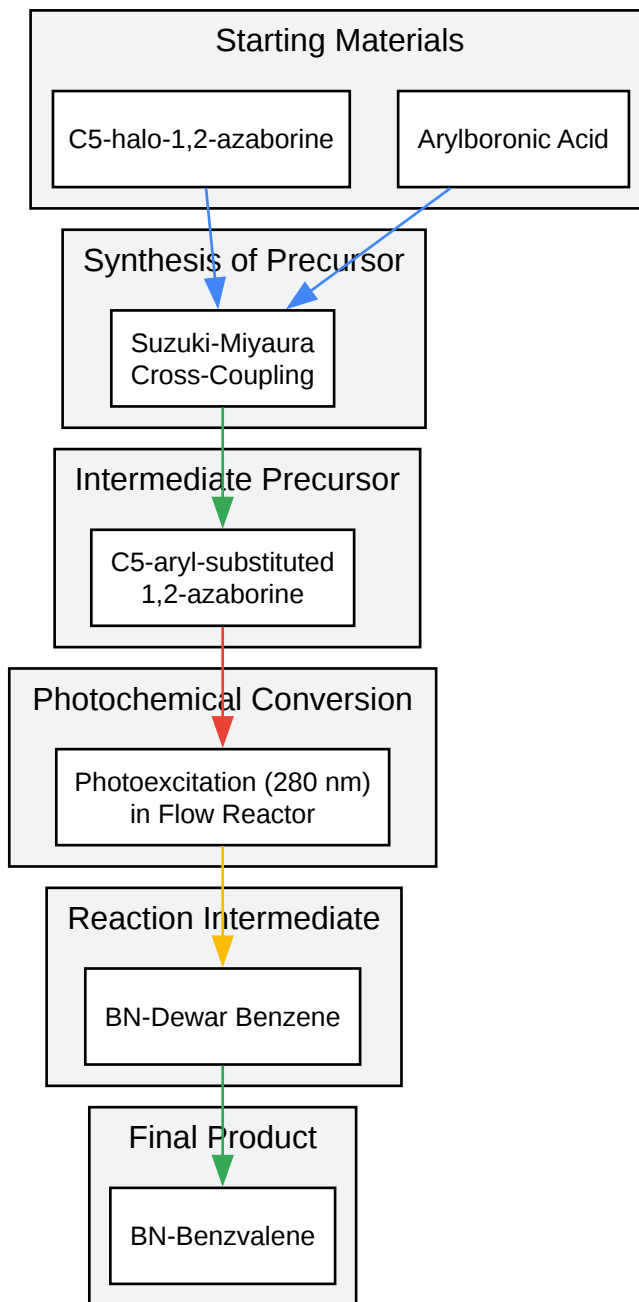 Starting Materials
C5-halo-1,2-azaborine
Arylboronic Acid
Synthesis of Precursor
Suzuki-Miyaura
Cross-Coupling
Intermediate Precursor
C5-aryl-substituted
1,2-azaborine
Photochemical Conversion
Photoexcitation (280 nm)
in Flow Reactor
Reaction Intermediate
BN-Dewar Benzene
Final Product
BN-Benzvalene